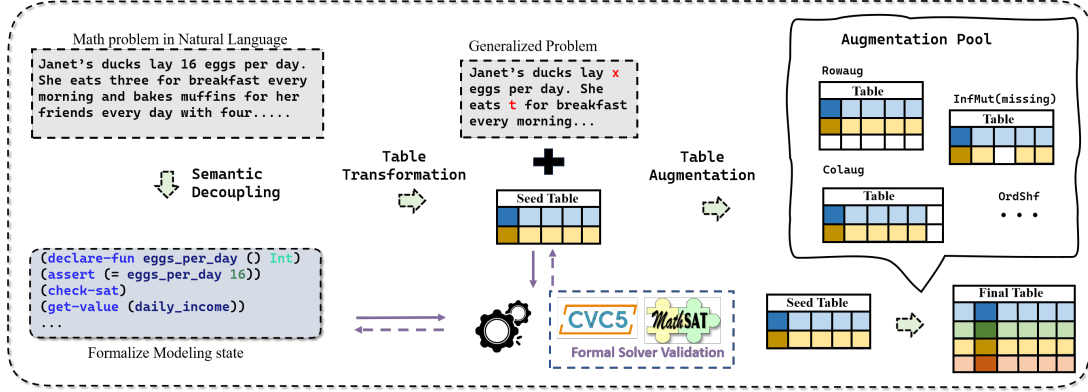 Math problem in Natural Language
Janet's ducks lay 16 eggs per day.
She eats three for breakfast every
morning and bakes muffins for her
friends every day with four.....
Semantic
Decoupling
(declare-fun eggs_per_day () Int)
(assert (= eggs_per_day 16))
(check-sat)
(get-value (daily_income))
...
Formalize Modeling state
Table
Transformation
Generalized Problem
Janet's ducks lay x
eggs per day. She
eats t for breakfast
every morning...
Seed Table
CVC5
MathSAT
Formal Solver Validation
Table
Augmentation
Augmentation Pool
Rowaug
Table
InfMut(missing)
Table
Colaug
Table
OrdShf
• • •
Seed Table
Final Table